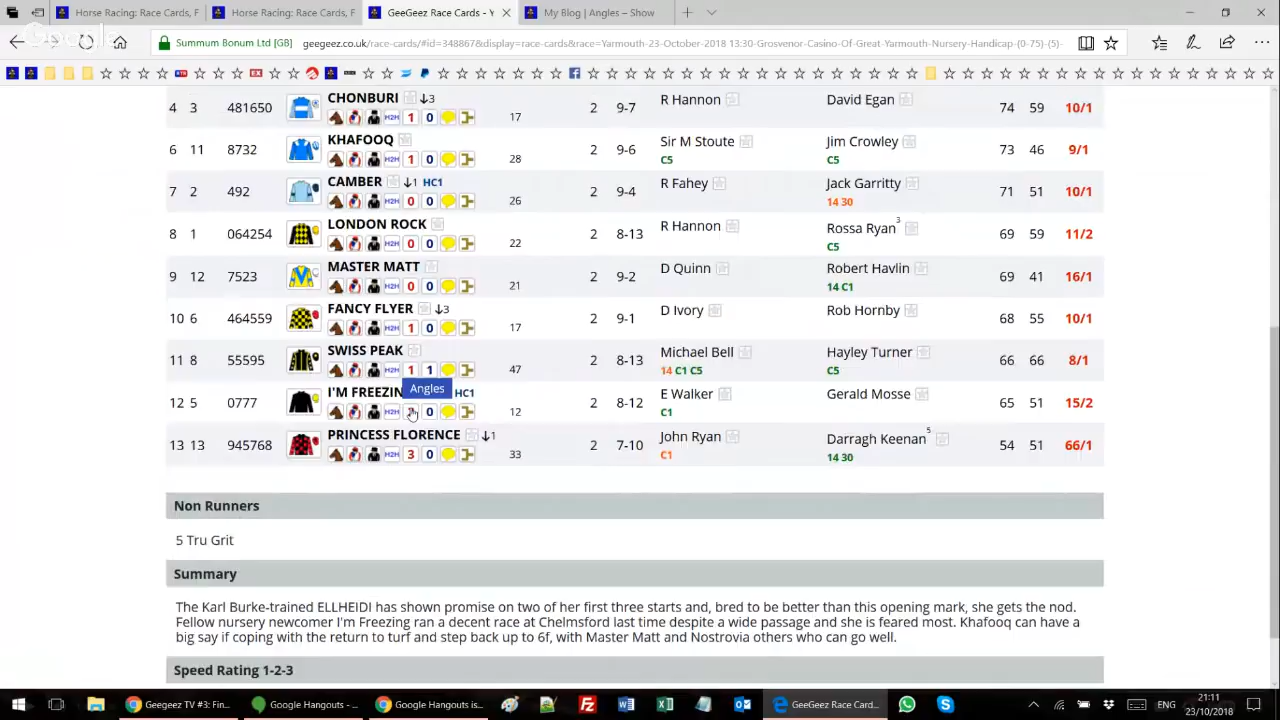 Horse Racing: Race Cards, F
Horse Racing: Race Cards, F
GeeGeez Race Cards - Y
My Blog | Angles – Show
Google
Summum Bonum Ltd [GB]
geegeez.co.uk/race-cards/#id=348867&display=race-cards&race=Yarmouth-23-October-2018 13:30-Grosvenor-Casino-Of-Great-Yarmouth-Nursery-Handicap-(0-75)-(5)-
4 3 481650 CHONBURI ↓3 2 9-7 R Hannon David Egan 74 59 10/1
H2H 1 0 17
6 11 8732 KHAFOOQ 2 9-6 Sir M Stoute Jim Crowley 73 46 9/1
H2H 1 0 28 C5 C5
7 2 492 CAMBER ↓1 HC1 2 9-4 R Fahey Jack Garritty 71 51 10/1
H2H 0 0 26 14 30
8 1 064254 LONDON ROCK 2 8-13 R Hannon Rossa Ryan 3 69 59 11/2
H2H 0 0 22 C5
9 12 7523 MASTER MATT 2 9-2 D Quinn Robert Havlin 69 41 16/1
H2H 0 0 21 14 C1
10 6 464559 FANCY FLYER ↓3 2 9-1 D Ivory Rob Hornby 68 55 10/1
H2H 1 0 17
11 8 55595 SWISS PEAK 2 8-13 Michael Bell Hayley Turner 66 66 8/1
H2H 1 1 47 14 C1 C5 C5
Angles
12 5 0777 I'M FREEZIN HC1 2 8-12 E Walker Gerald Mosse 65 51 15/2
H2H 0 12 C1
13 13 945768 PRINCESS FLORENCE ↓1 2 7-10 John Ryan Darragh Keenan 5 54 51 66/1
H2H 3 0 33 C1 14 30
Non Runners
5 Tru Grit
Summary
The Karl Burke-trained ELLHEIDI has shown promise on two of her first three starts and, bred to be better than this opening mark, she gets the nod.
Fellow nursery newcomer I'm Freezing ran a decent race at Chelmsford last time despite a wide passage and she is feared most. Khafooq can have a
big say if coping with the return to turf and step back up to 6f, with Master Matt and Nostrovia others who can go well.
Speed Rating 1-2-3
Geegeez TV #3: Fin...
Google Hangouts - ...
Google Hangouts is...
GeeGeez Race Card...
ENG
21:11
23/10/2018